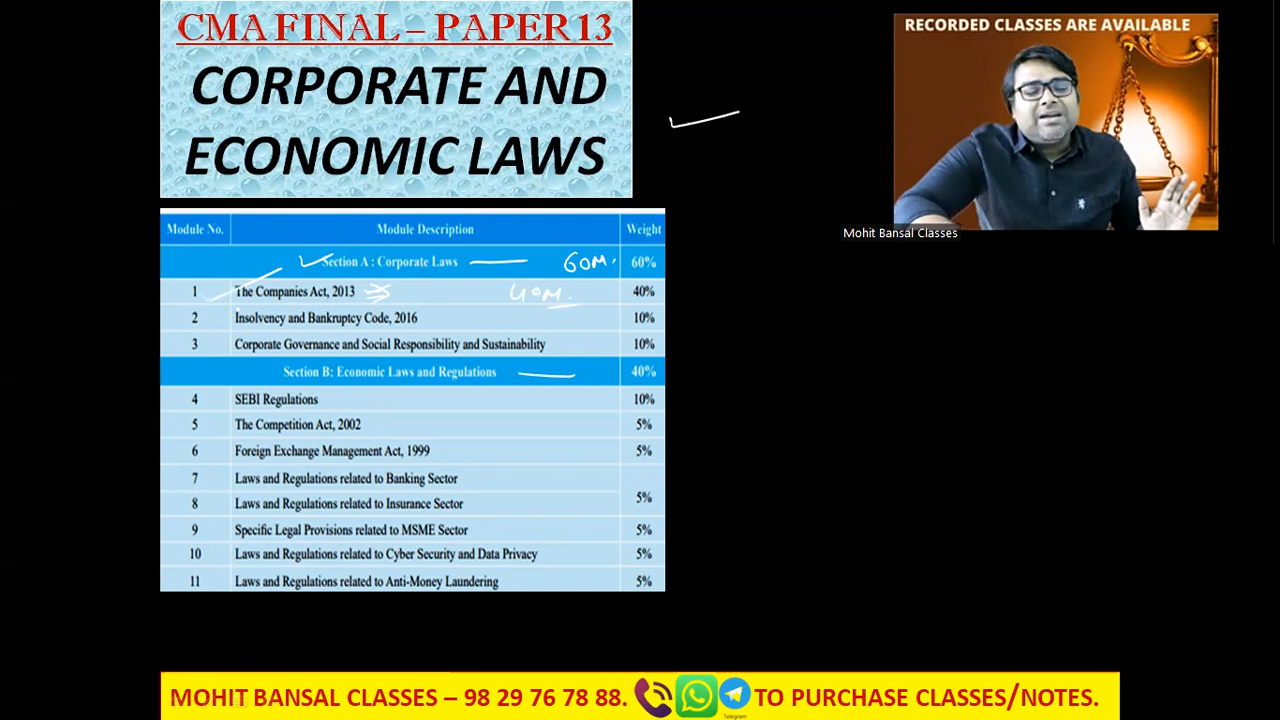 CMA FINAL – PAPER 13
CORPORATE AND
ECONOMIC LAWS
RECORDED CLASSES ARE AVAILABLE
Mohit Bansal Classes
Module No. Module Description Weight
Section A : Corporate Laws 60M. 60%
1 The Companies Act, 2013 40M. 40%
2 Insolvency and Bankruptcy Code, 2016 10%
3 Corporate Governance and Social Responsibility and Sustainability 10%
Section B: Economic Laws and Regulations 40%
4 SEBI Regulations 10%
5 The Competition Act, 2002 5%
6 Foreign Exchange Management Act, 1999 5%
7 Laws and Regulations related to Banking Sector
5%
8 Laws and Regulations related to Insurance Sector
9 Specific Legal Provisions related to MSME Sector 5%
10 Laws and Regulations related to Cyber Security and Data Privacy 5%
11 Laws and Regulations related to Anti-Money Laundering 5%
MOHIT BANSAL CLASSES – 98 29 76 78 88. TO PURCHASE CLASSES/NOTES.
Telegram